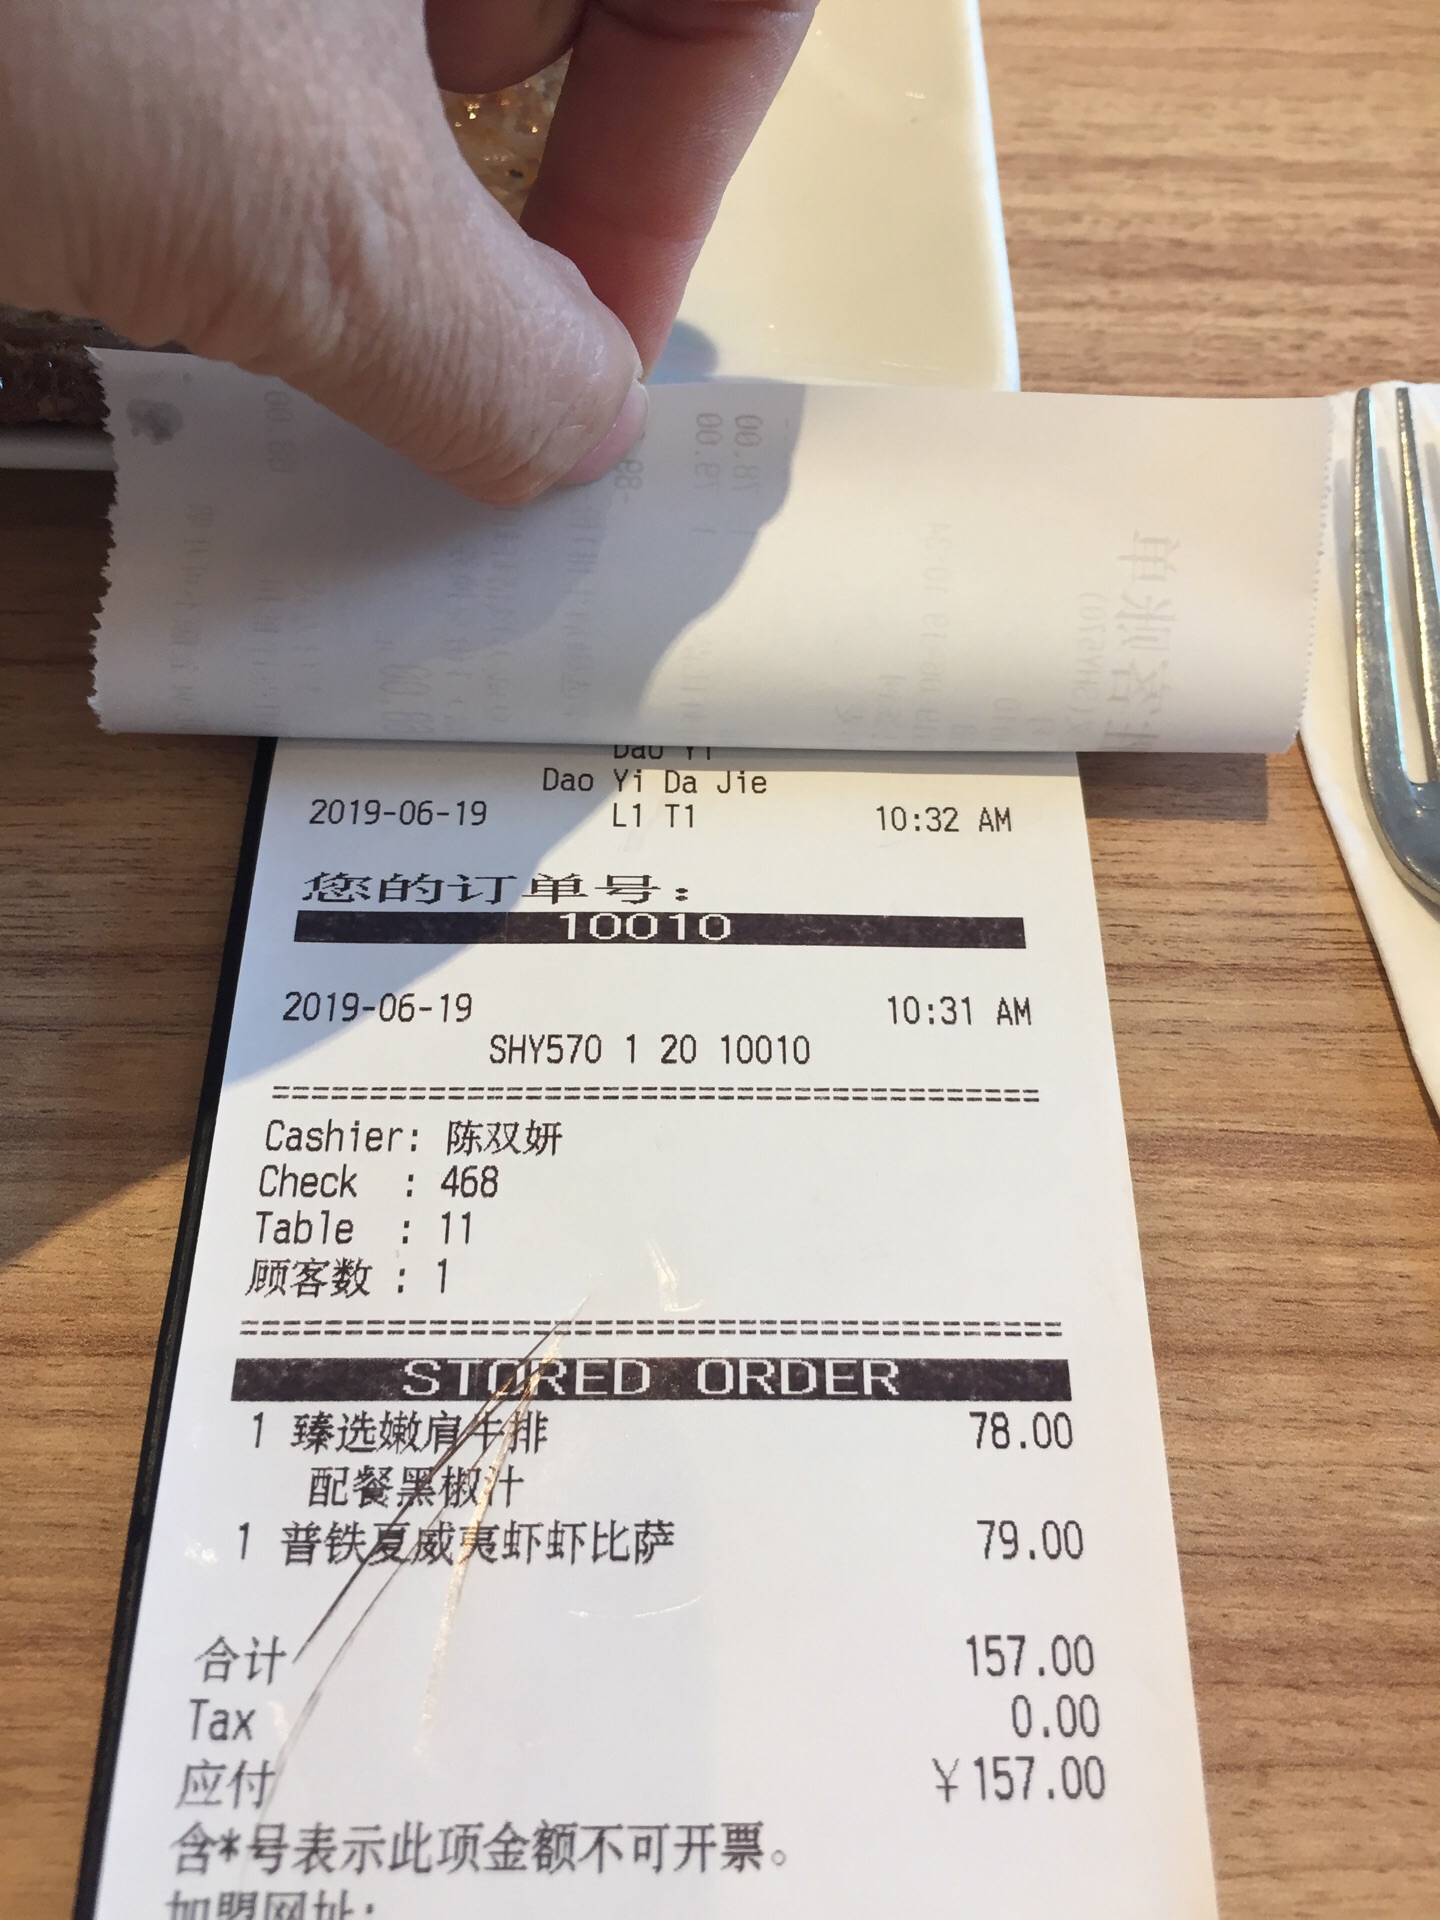 Dao Yi
Dao Yi Da Jie
2019-06-19 L1 T1 10:32 AM
您的订单号:
10010
2019-06-19 10:31 AM
SHY570 1 20 10010
Cashier: 陈双妍
Check : 468
Table : 11
顾客数 : 1
STORED ORDER
1 臻选嫩肩牛排 78.00
配餐黑椒汁
1 普铁夏威夷虾虾比萨 79.00
合计 157.00
Tax 0.00
应付 ¥157.00
含*号表示此项金额不可开票。
加盟网址: